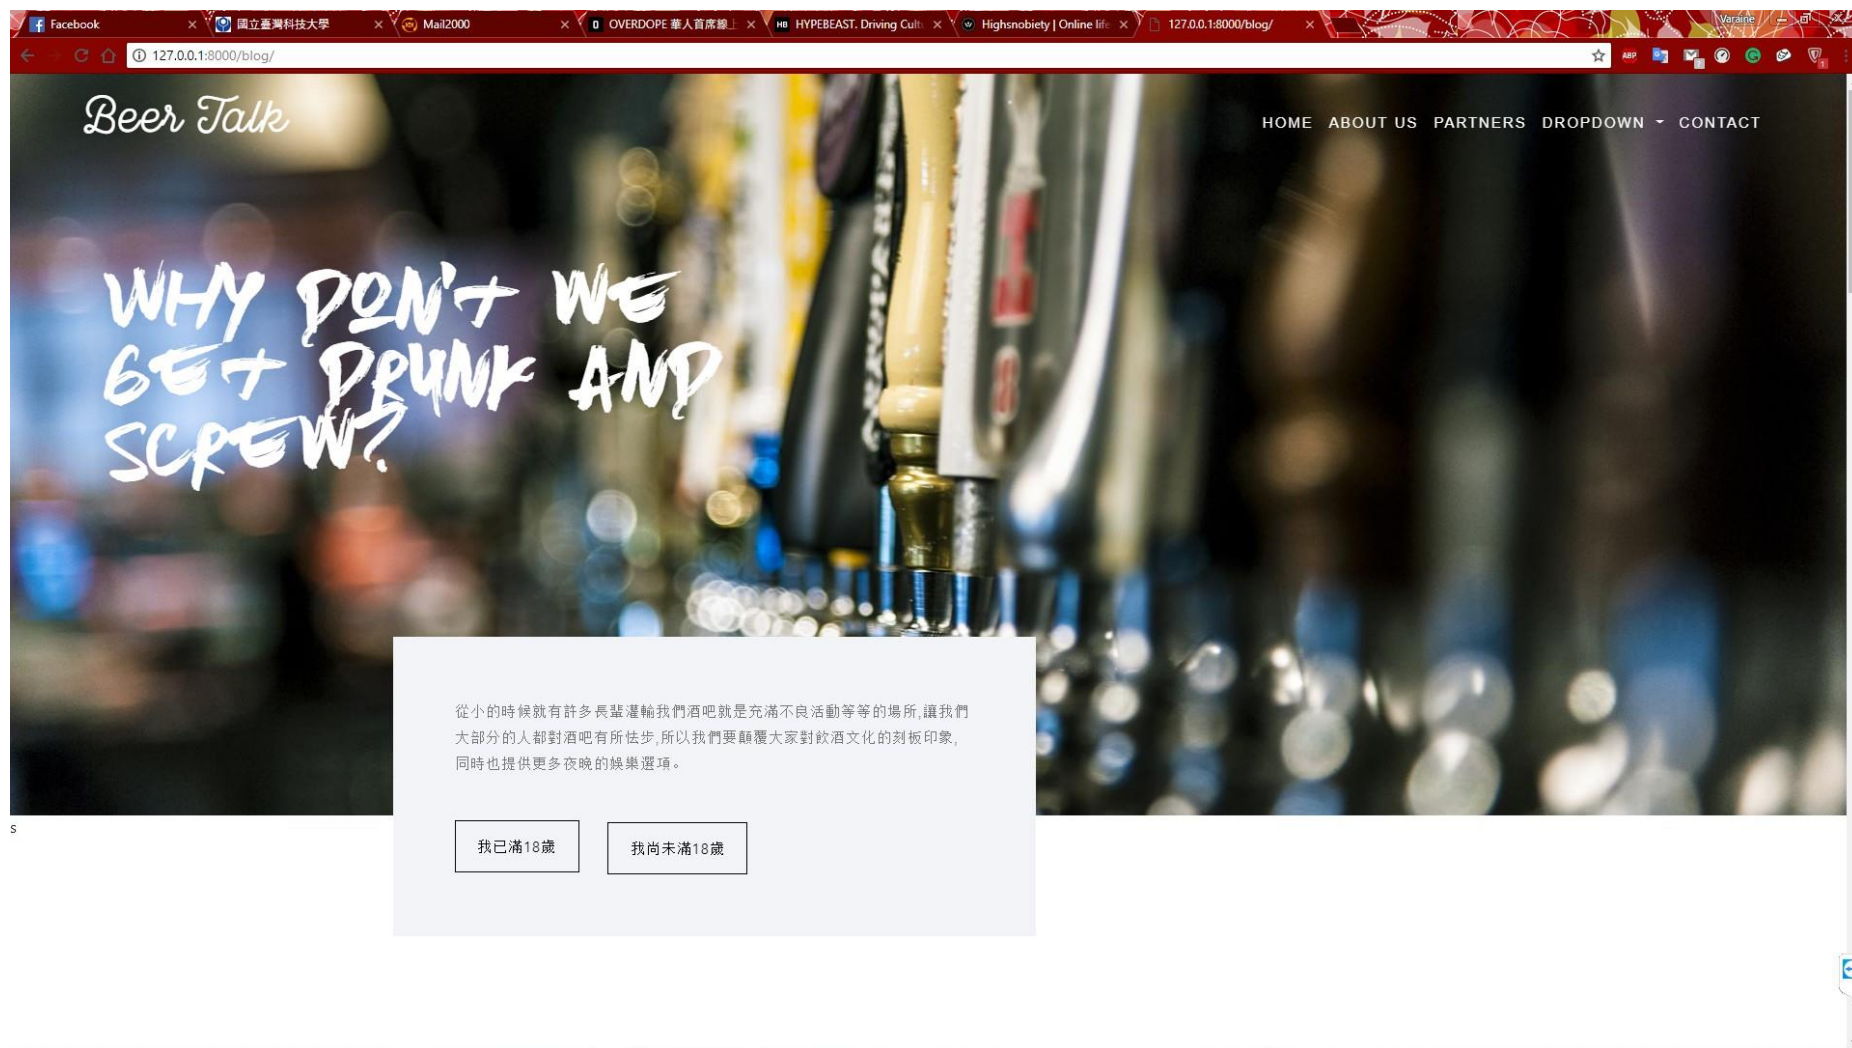 Facebook
國立臺灣科技大學
Mail2000
OVERDOPE 華人首席線上
HYPEBEAST. Driving Cult
Highsnobiety | Online life
127.0.0.1:8000/blog/
Varaine
127.0.0.1:8000/blog/
ABP
Beer Talk
HOME ABOUT US PARTNERS DROPDOWN CONTACT
WHY DON'T WE
GET DRUNK AND
SCREW?
從小的時候就有許多長輩灌輸我們酒吧就是充滿不良活動等等的場所,讓我們
大部分的人都對酒吧有所怯步,所以我們要顛覆大家對飲酒文化的刻板印象,
同時也提供更多夜晚的娛樂選項。
s
我已滿18歲
我尚未滿18歲